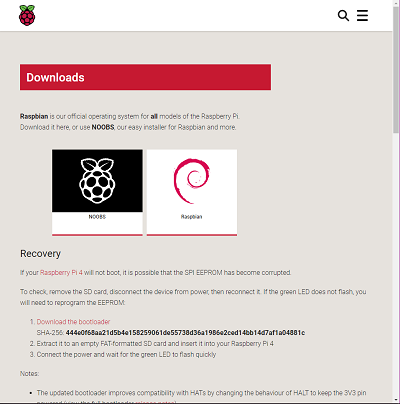 Downloads
Raspbian is our official operating system for all models of the Raspberry Pi.
Download it here, or use NOOBS, our easy installer for Raspbian and more.
NOOBS
Raspbian
Recovery
If your Raspberry Pi 4 will not boot, it is possible that the SPI EEPROM has become corrupted.
To check, remove the SD card, disconnect the device from power, then reconnect it. If the green LED does not flash, you
will need to reprogram the EEPROM:
1. Download the bootloader
SHA-256: 444e0f68aa21d5b4e158259061de55738d36a1986e2ced14bb14d7af1a04881c
2. Extract it to an empty FAT-formatted SD card and insert it into your Raspberry Pi 4
3. Connect the power and wait for the green LED to flash quickly
Notes:
• The updated bootloader improves compatibility with HATs by changing the behaviour of HALT to keep the 3V3 pin